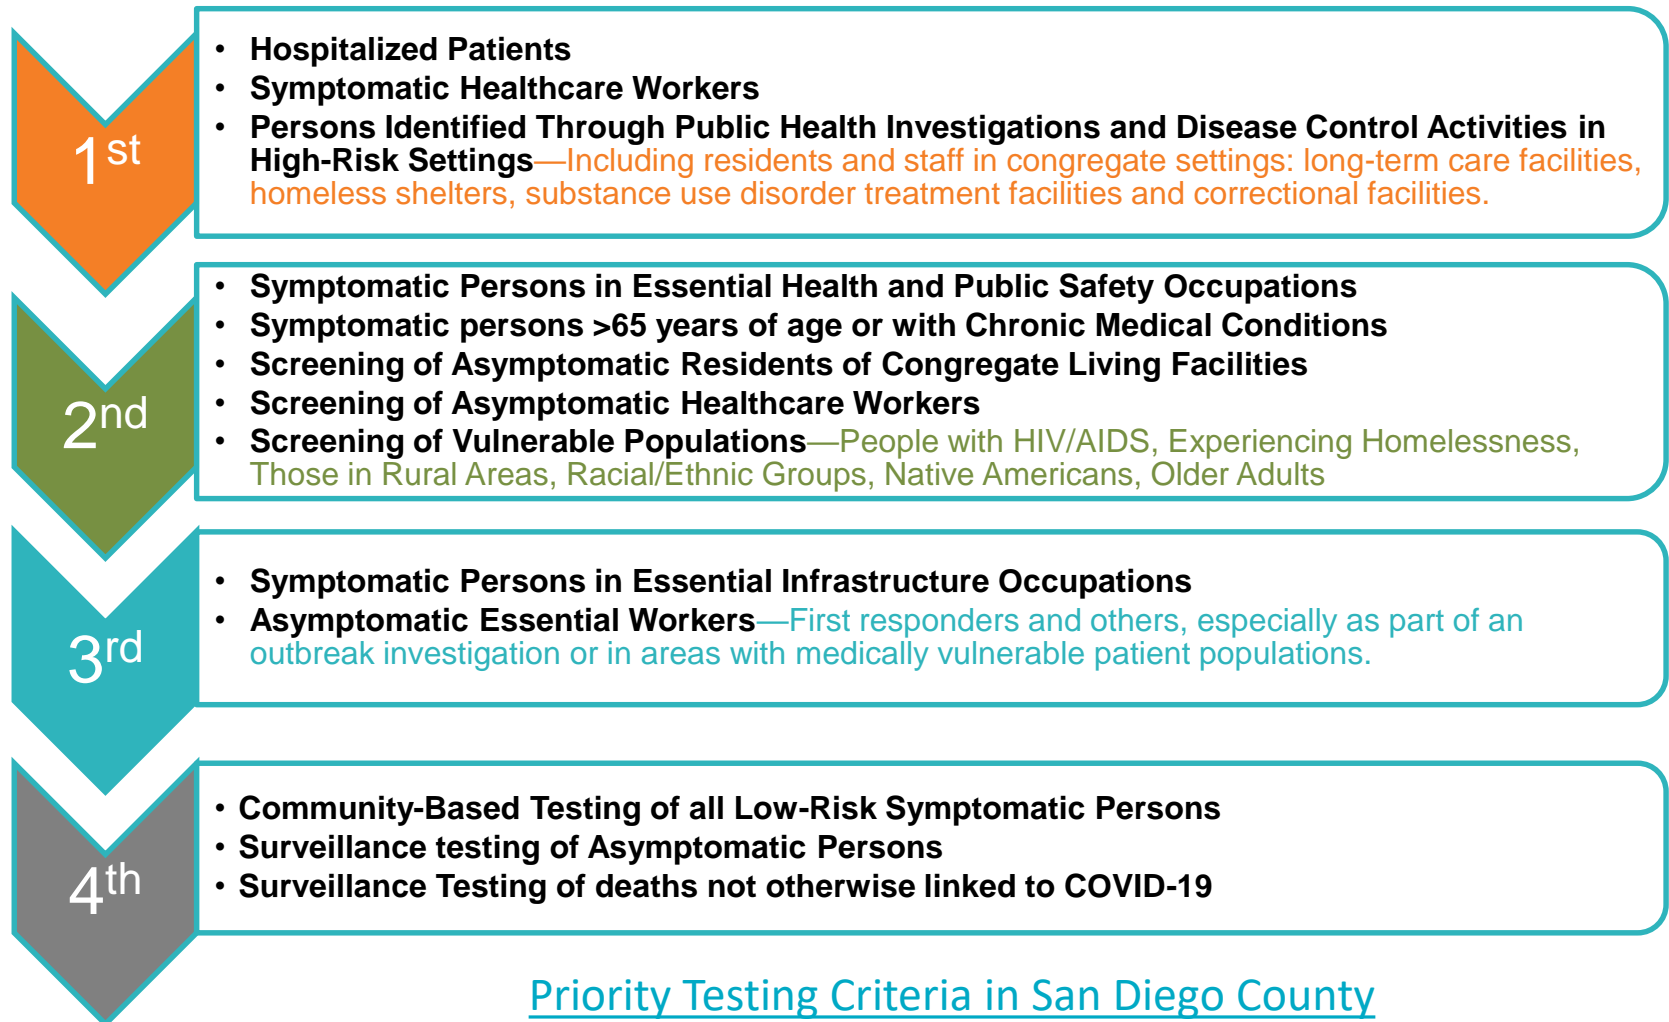 1st
• Hospitalized Patients
• Symptomatic Healthcare Workers
• Persons Identified Through Public Health Investigations and Disease Control Activities in
High-Risk Settings—Including residents and staff in congregate settings: long-term care facilities,
homeless shelters, substance use disorder treatment facilities and correctional facilities.
2nd
• Symptomatic Persons in Essential Health and Public Safety Occupations
• Symptomatic persons >65 years of age or with Chronic Medical Conditions
• Screening of Asymptomatic Residents of Congregate Living Facilities
• Screening of Asymptomatic Healthcare Workers
• Screening of Vulnerable Populations—People with HIV/AIDS, Experiencing Homelessness,
Those in Rural Areas, Racial/Ethnic Groups, Native Americans, Older Adults
3rd
• Symptomatic Persons in Essential Infrastructure Occupations
• Asymptomatic Essential Workers—First responders and others, especially as part of an
outbreak investigation or in areas with medically vulnerable patient populations.
4th
• Community-Based Testing of all Low-Risk Symptomatic Persons
• Surveillance testing of Asymptomatic Persons
• Surveillance Testing of deaths not otherwise linked to COVID-19
Priority Testing Criteria in San Diego County